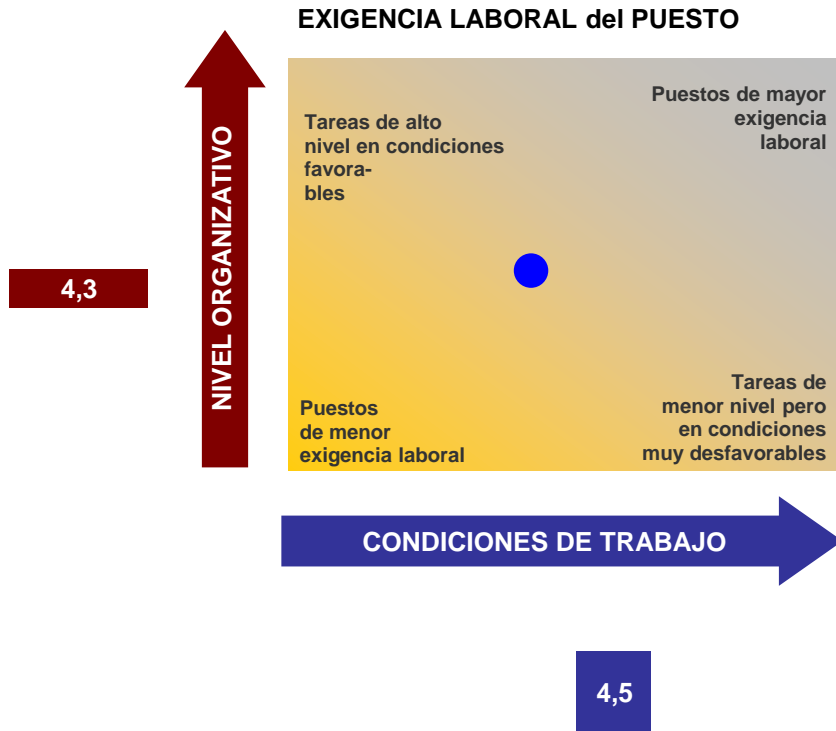 EXIGENCIA LABORAL del PUESTO
NIVEL ORGANIZATIVO
Tareas de alto
nivel en condiciones
favora-
bles
Puestos de mayor
exigencia
laboral
4,3
Puestos
de menor
exigencia laboral
Tareas de
menor nivel pero
en condiciones
muy desfavorables
CONDICIONES DE TRABAJO
4,5